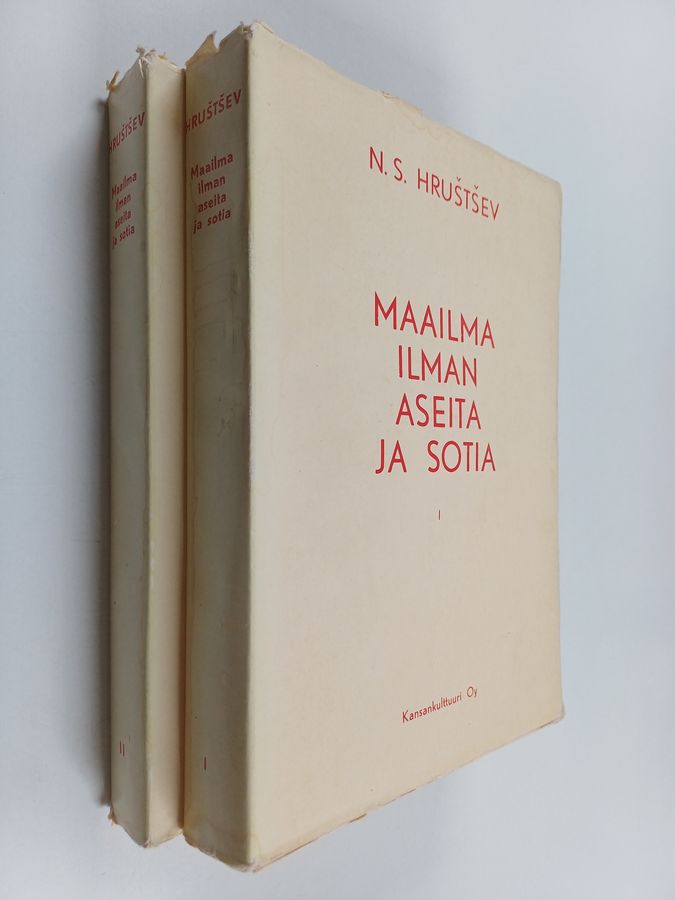 HRUŠTŠEV
Maailma
ilman
aseita
ja sotia
II
HRUŠTŠEV
Maailma
ilman
aseita
ja sotia
I
N. S. HRUŠTŠEV
MAAILMA
ILMAN
ASEITA
JA SOTIA
I
Kansankulttuuri Oy